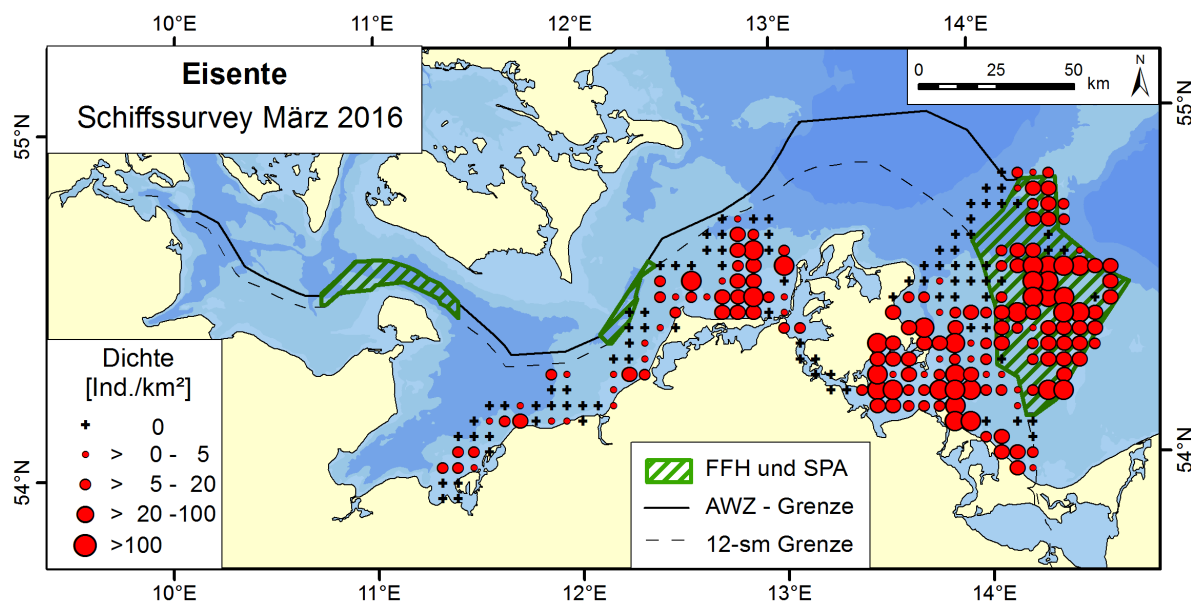 10°E 11°E 12°E 13°E 14°E
Eisente
Schiffssurvey März 2016
0 25 50
km
N
55°N
55°N
Dichte
[Ind./km²]
0
> 0 - 5
> 5 - 20
> 20 -100
>100
FFH und SPA
AWZ - Grenze
12-sm Grenze
54°N
54°N
10°E 11°E 12°E 13°E 14°E